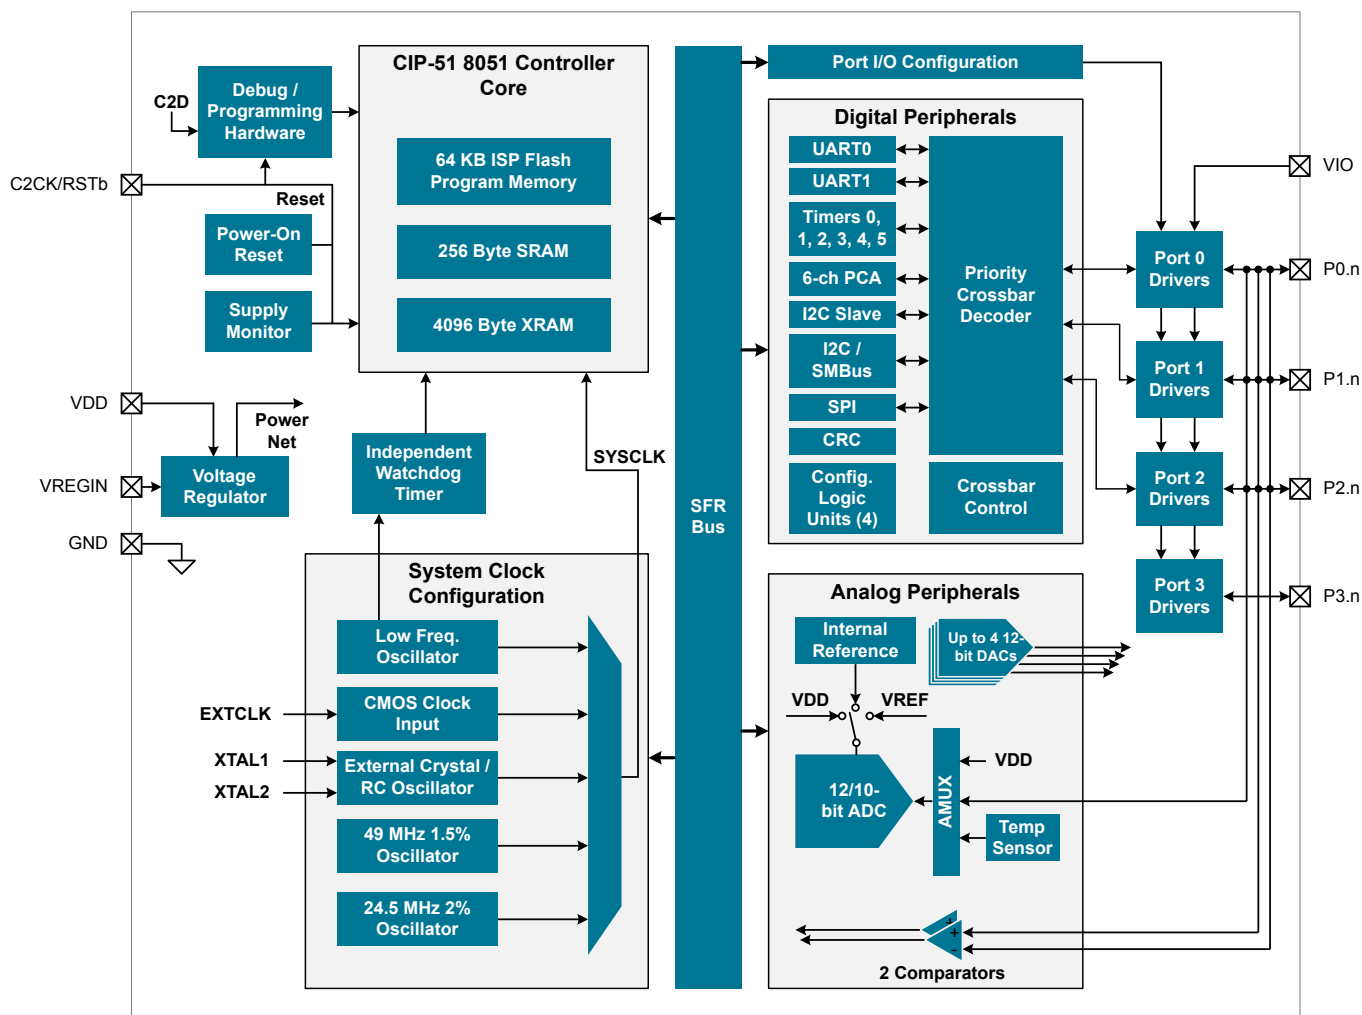 CIP-51 8051 Controller
Core
64 KB ISP Flash
Program Memory
256 Byte SRAM
4096 Byte XRAM
C2D
Debug /
Programming
Hardware
C2CK/RSTb
Reset
Power-On
Reset
Supply
Monitor
VDD
Power
Net
VREGIN
Voltage
Regulator
GND
Independent
Watchdog
Timer
SYSCLK
System Clock
Configuration
Low Freq.
Oscillator
EXTCLK
CMOS Clock
Input
XTAL1
XTAL2
External Crystal /
RC Oscillator
49 MHz 1.5%
Oscillator
24.5 MHz 2%
Oscillator
SFR
Bus
Port I/O Configuration
Digital Peripherals
UART0
UART1
Timers 0,
1, 2, 3, 4, 5
6-ch PCA
I2C Slave
I2C /
SMBus
SPI
CRC
Config.
Logic
Units (4)
Priority
Crossbar
Decoder
Crossbar
Control
Analog Peripherals
Internal
Reference
Up to 4 12-
bit DACs
VDD
VREF
12/10-
bit ADC
AMUX
VDD
Temp
Sensor
+
+
-
2 Comparators
VIO
Port 0
Drivers
P0.n
Port 1
Drivers
P1.n
Port 2
Drivers
P2.n
Port 3
Drivers
P3.n